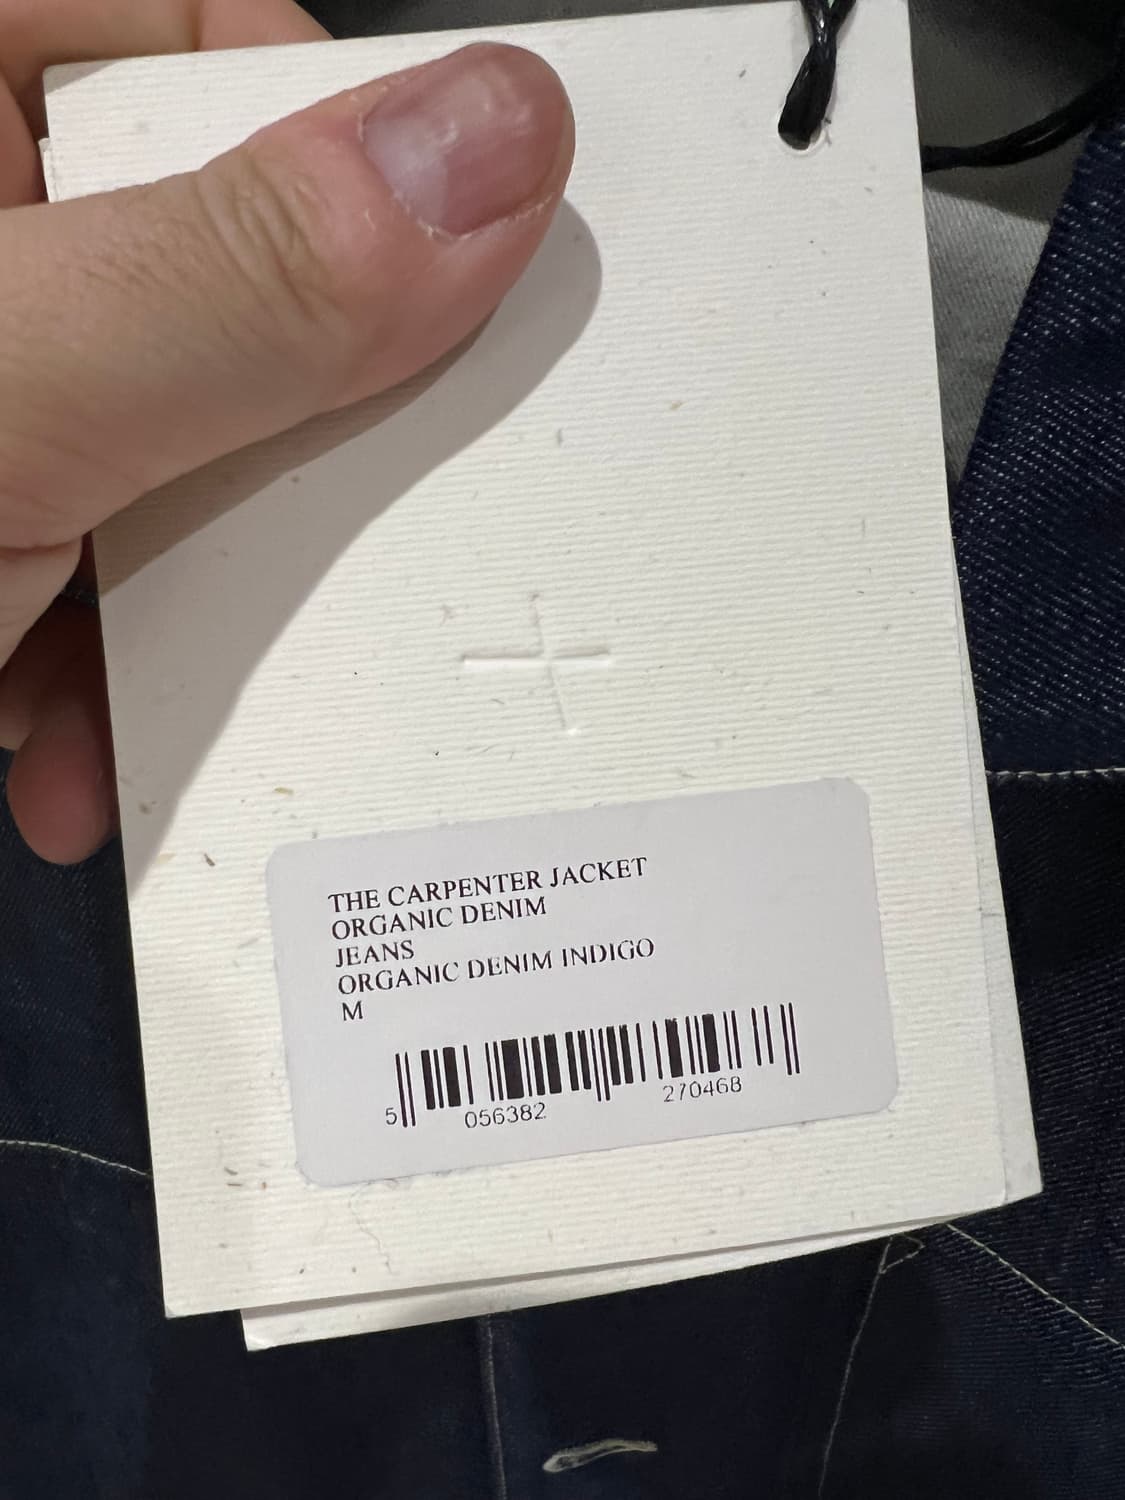 THE CARPENTER JACKET
ORGANIC DENIM
JEANS
ORGANIC DENIM INDIGO
M
5 056382 270468